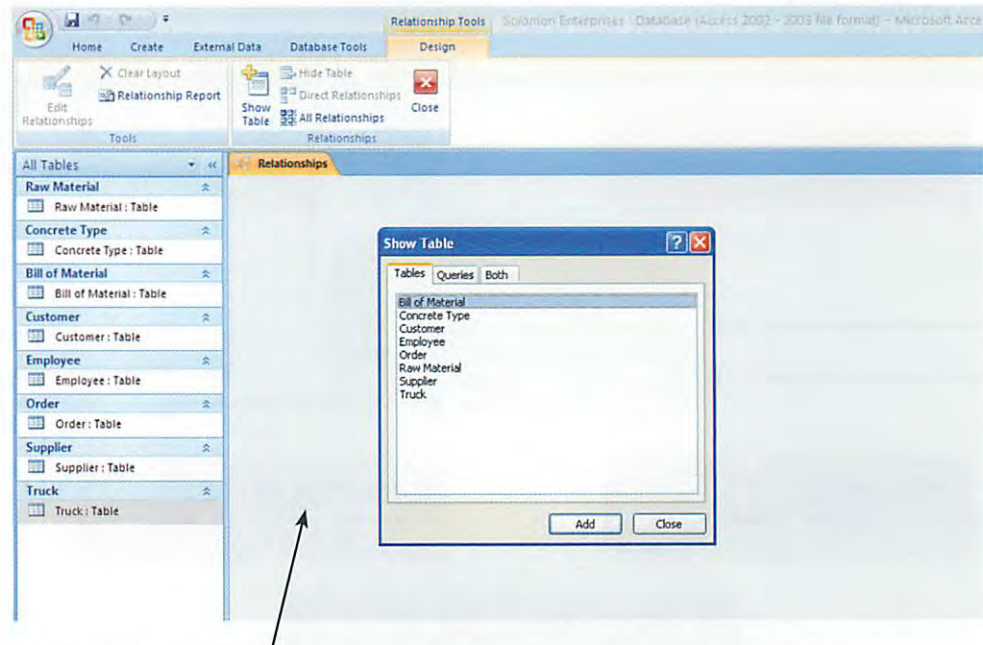 Relationship Tools
Solomon Enterprises : Database (Access 2002 - 2003 file format) - Microsoft Acce
Home Create External Data Database Tools Design
Edit Relationships
Clear Layout
Relationship Report
Tools
Show Table
Hide Table
Direct Relationships
All Relationships
Close
Relationships
All Tables
Relationships
Raw Material
Raw Material : Table
Concrete Type
Concrete Type : Table
Bill of Material
Bill of Material : Table
Customer
Customer : Table
Employee
Employee : Table
Order
Order : Table
Supplier
Supplier : Table
Truck
Truck : Table
Show Table
Tables Queries Both
Bill of Material
Concrete Type
Customer
Employee
Order
Raw Material
Supplier
Truck
Add Close